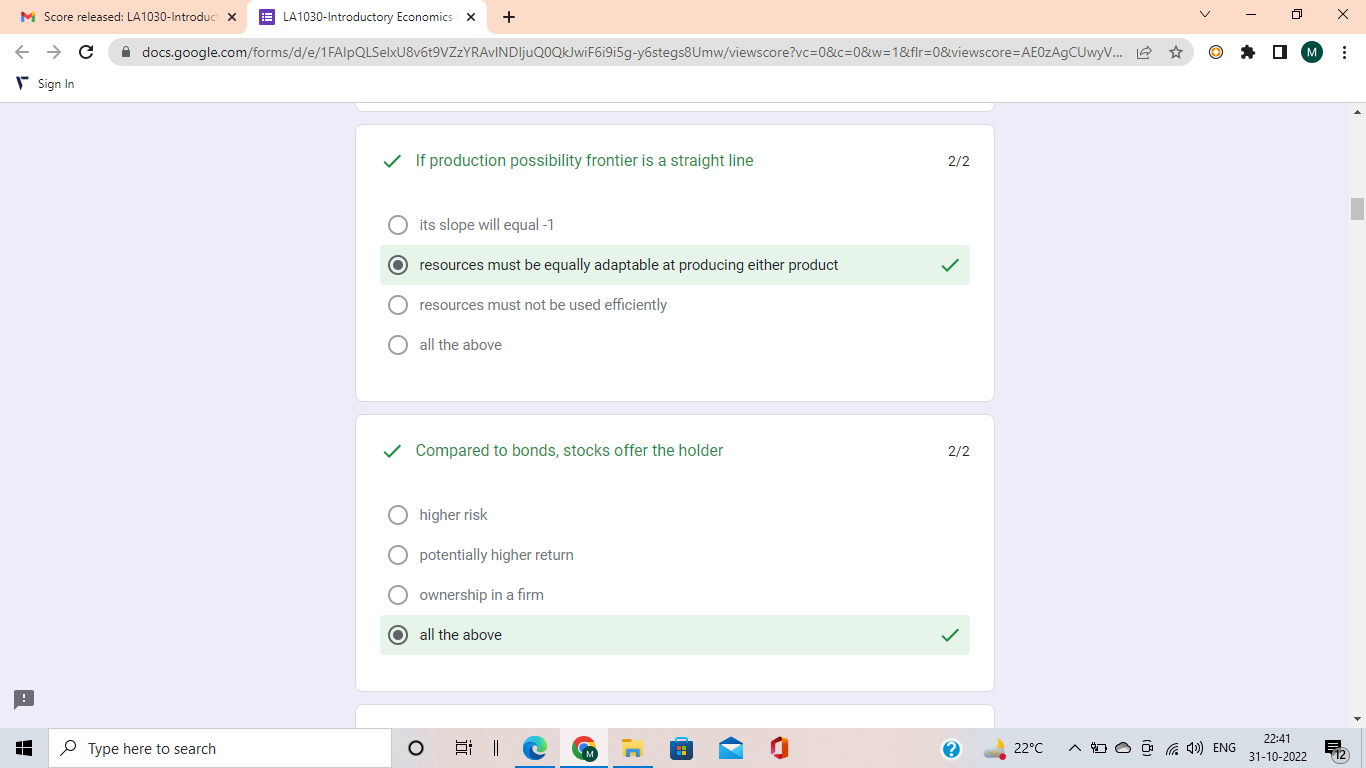 Score released: LA1030-Introduct
LA1030-Introductory Economics
docs.google.com/forms/d/e/1FAIpQLSelxU8v6t9VZzYRAvINDIjuQ0QkJwiF6i9i5g-y6stegs8Umw/viewscore?vc=0&c=0&w=1&flr=0&viewscore=AE0zAgCUwyV...
M
Sign In
If production possibility frontier is a straight line
2/2
its slope will equal -1
resources must be equally adaptable at producing either product
resources must not be used efficiently
all the above
Compared to bonds, stocks offer the holder
2/2
higher risk
potentially higher return
ownership in a firm
all the above
Type here to search
M
22°C
ENG
22:41
31-10-2022
12